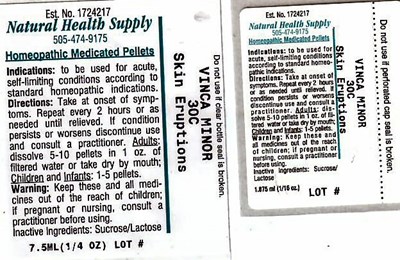 Est. No. 1724217
Natural Health Supply
505-474-9175
Homeopathic Medicated Pellets
Indications: to be used for acute,
self-limiting conditions according to
standard homeopathic indications.
Directions: Take at onset of symp-
toms. Repeat every 2 hours or as
needed until relieved. If condition
persists or worsens discontinue use
and consult a practitioner. Adults:
dissolve 5-10 pellets in 1 oz. of
filtered water or take dry by mouth;
Children and Infants: 1-5 pellets.
Warning: Keep these and all medi-
cines out of the reach of children;
if pregnant or nursing, consult a
practitioner before using.
Inactive Ingredients: Sucrose/Lactose
7.5ML(1/4 OZ) LOT #
VINCA MINOR
30C
Skin Eruptions
Do not use if clear bottle seal is broken.
Est. No. 1724217
Natural Health Supply
505-474-9175
Homeopathic Medicated Pellets
Indications: to be used for
acute, self-limiting conditions ac-
cording to standard homeo-
pathic indications.
Directions: Take at onset of
symptoms. Repeat every 2 hours
or as needed until relieved. If
condition persists or worsens
discontinue use and consult a
practitioner. Adults: dissolve
5-10 pellets in 1 oz. of filtered
water or take dry by mouth;
Children and Infants: 1-5 pellets.
Warning: Keep these and all
medicines out of the reach of
children; if pregnant or nursing,
consult a practitioner before
using.
Inactive Ingredients: Sucrose/
Lactose
1.875 ml (1/16 oz.) LOT #
VINCA MINOR
30C
Skin Eruptions
Do not use if perforated cap seal is broken.